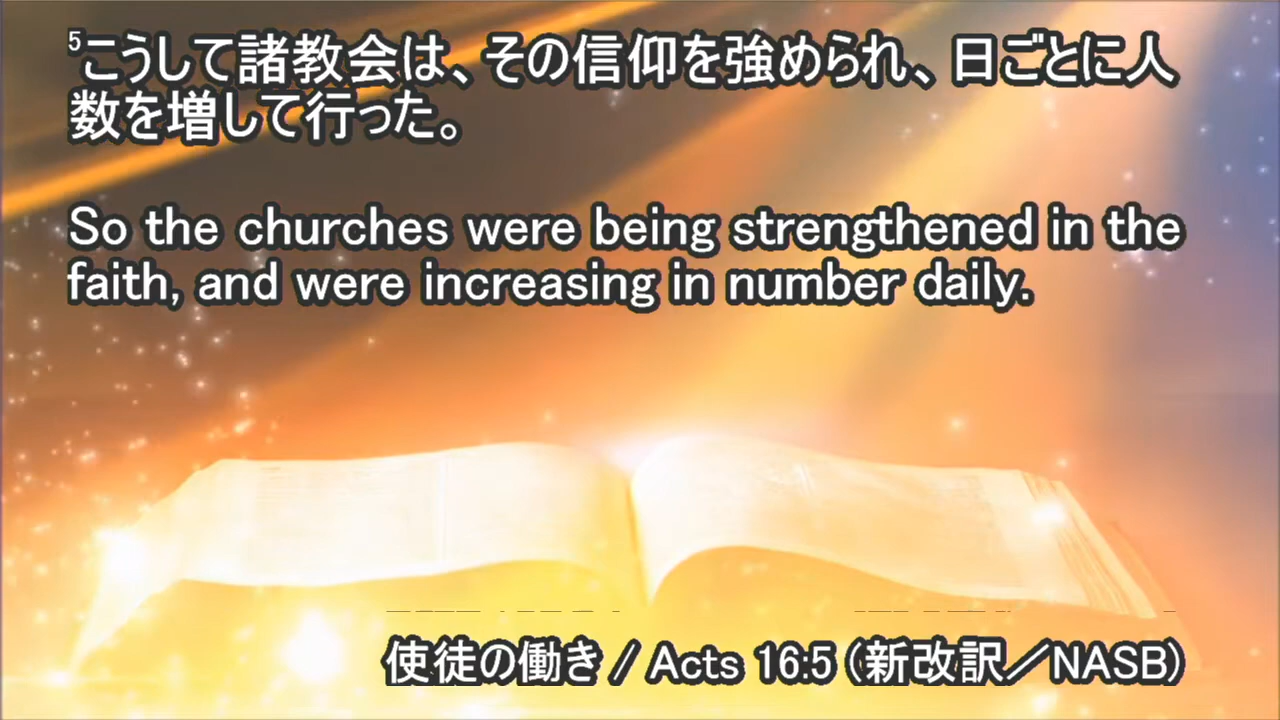 5こうして諸教会は、その信仰を強められ、日ごとに人
数を増して行った。
So the churches were being strengthened in the
faith, and were increasing in number daily.
使徒の働き / Acts 16:5 (新改訳／NASB)